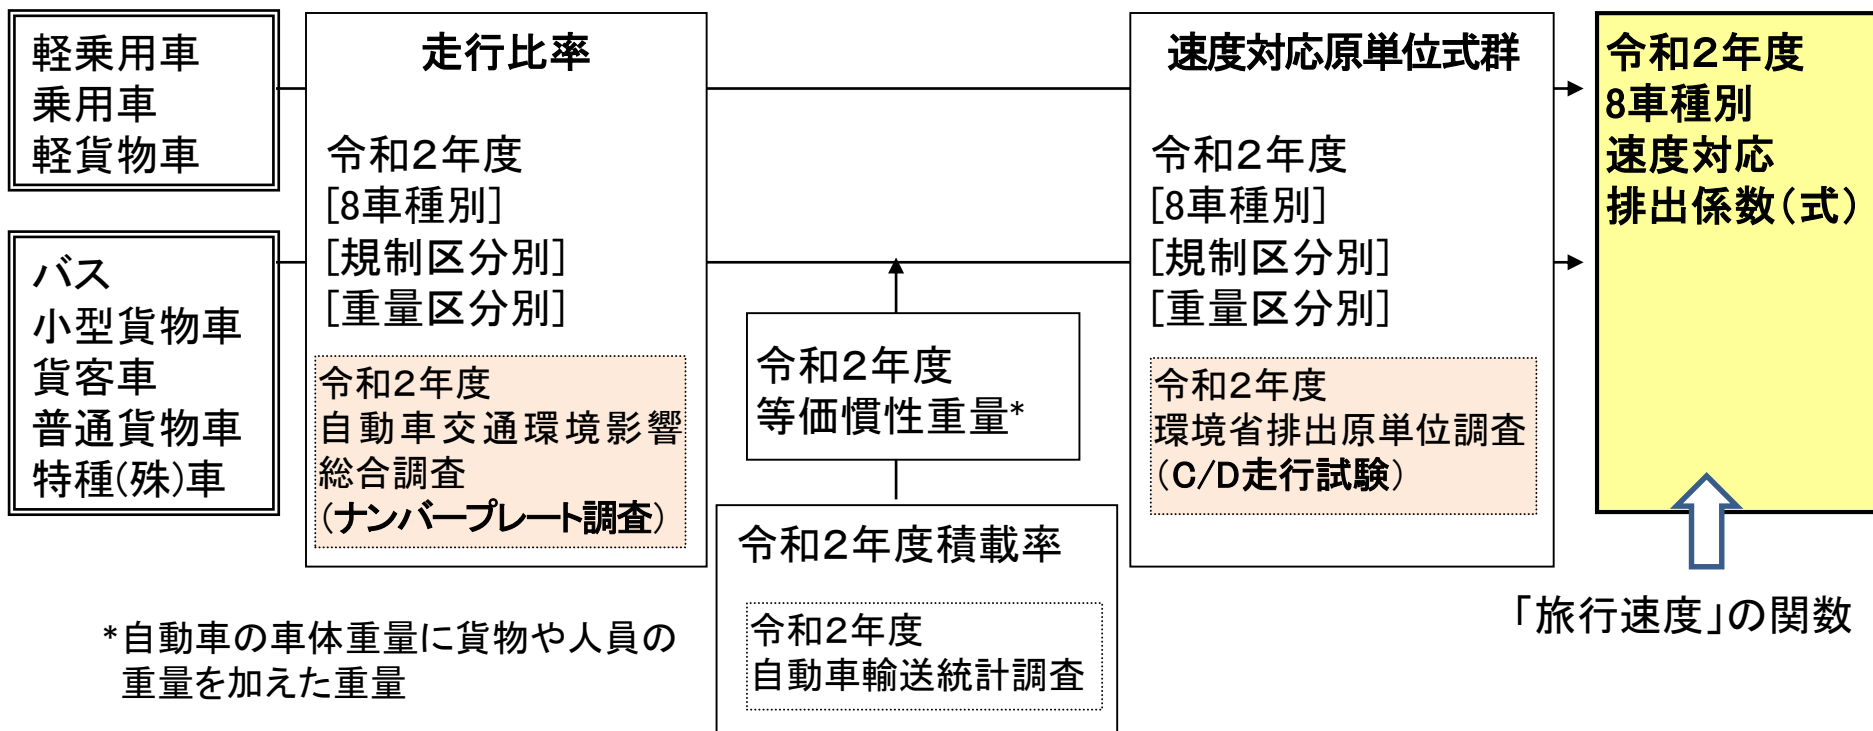 軽乗用車
乗用車
軽貨物車
バス
小型貨物車
貨客車
普通貨物車
特種(殊)車
走行比率
令和2年度
[8車種別]
[規制区分別]
[重量区分別]
令和2年度
自動車交通環境影響
総合調査
(ナンバープレート調査)
令和2年度
等価慣性重量*
令和2年度積載率
令和2年度
自動車輸送統計調査
速度対応原単位式群
令和2年度
[8車種別]
[規制区分別]
[重量区分別]
令和2年度
環境省排出原単位調査
(C/D走行試験)
令和2年度
8車種別
速度対応
排出係数(式)
「旅行速度」の関数
*自動車の車体重量に貨物や人員の
重量を加えた重量